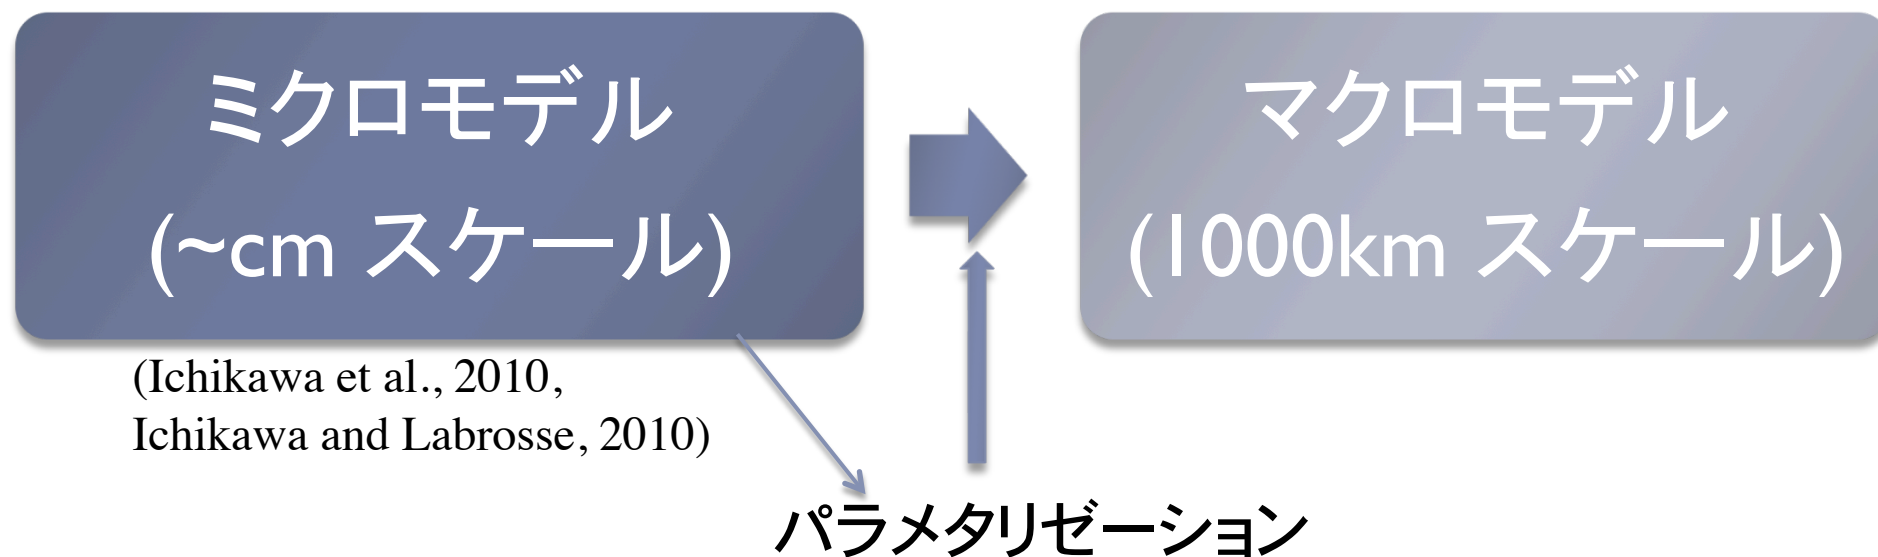 ミクロモデル
(~cm スケール)
マクロモデル
(1000km スケール)
(Ichikawa et al., 2010,
Ichikawa and Labrosse, 2010)
パラメタリゼーション